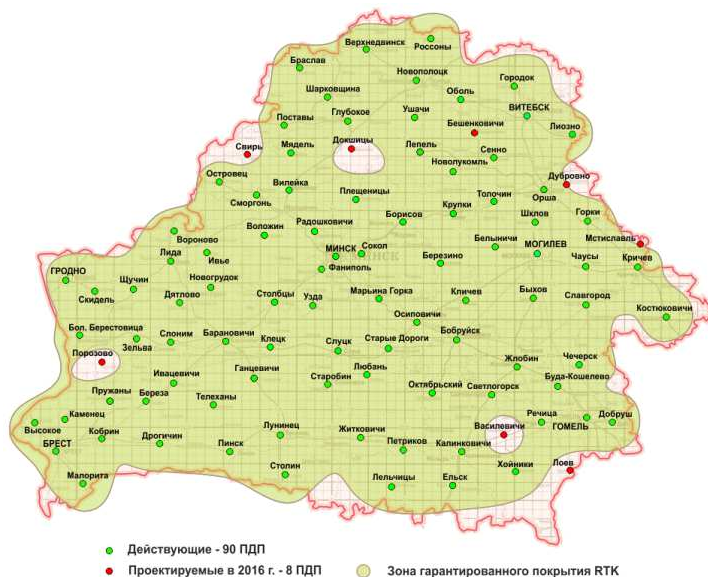 Верхнедвинск
Россоны
Браслав
Новополоцк
Городок
Шарковщина
Оболь
Глубокое
Ушачи
ВИТЕБСК
Поставы
Бешенковичи
Лиозно
Свирь
Мядель
Докшицы
Лепель
Сенно
Новолукомль
Островец
Вилейка
Дубровно
Сморгонь
Плещеницы
Толочин
Орша
Крупки
Воложин
Радошковичи
Борисов
Шклов
Горки
Вороново
Мстиславль
Лида
Ивье
МИНСК
Сокол
Белыничи
МОГИЛЕВ
Фаниполь
Березино
Чаусы
Кричев
ГРОДНО
Щучин
Новогрудок
Скидель
Дятлово
Столбцы
Узда
Марьина Горка
Кличев
Быхов
Славгород
Костюковичи
Осиповичи
Бол. Берестовица
Зельва
Слоним
Барановичи
Клецк
Слуцк
Старые Дороги
Бобруйск
Порозово
Жлобин
Чечерск
Ивацевичи
Ганцевичи
Старобин
Любань
Буда-Кошелево
Пружаны
Береза
Телеханы
Октябрьский
Светлогорск
Каменец
Речица
Добруш
Высокое
ГОМЕЛЬ
Василевичи
БРЕСТ
Кобрин
Дрогичин
Пинск
Лунинец
Житковичи
Петриков
Калинковичи
Малорита
Столин
Лельчицы
Ельск
Хойники
Лоев
Действующие - 90 ПДП
Проектируемые в 2016 г. - 8 ПДП
Зона гарантированного покрытия RTK